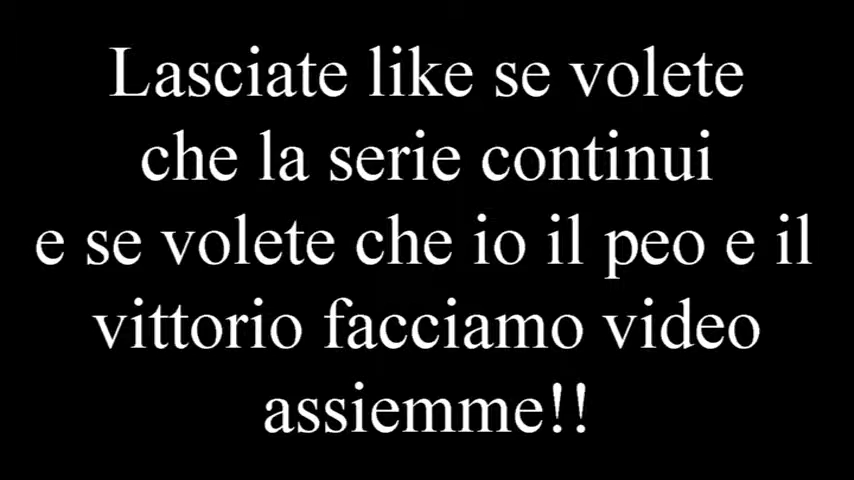 Lasciate like se volete
che la serie continui
e se volete che io il peo e il
vittorio facciamo video
assiemme!!